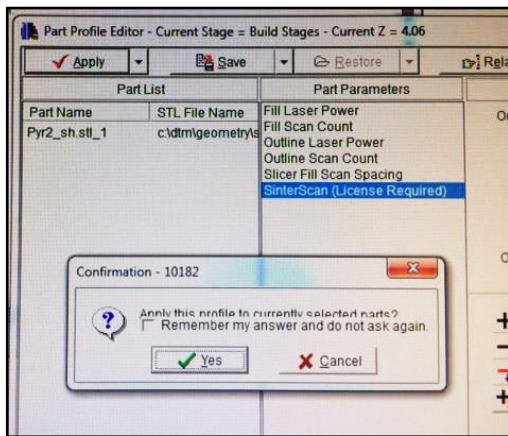 Part Profile Editor - Current Stage = Build Stages - Current Z = 4.06
Apply Save Restore
Part List Part Parameters
Part Name STL File Name
Pyr2_sh.stl_1 c:\dtm\geometry\s
Fill Laser Power
Fill Scan Count
Outline Laser Power
Outline Scan Count
Slicer Fill Scan Spacing
SinterScan (License Required)
Confirmation - 10182
Apply this profile to currently selected parts?
Remember my answer and do not ask again.
Yes Cancel